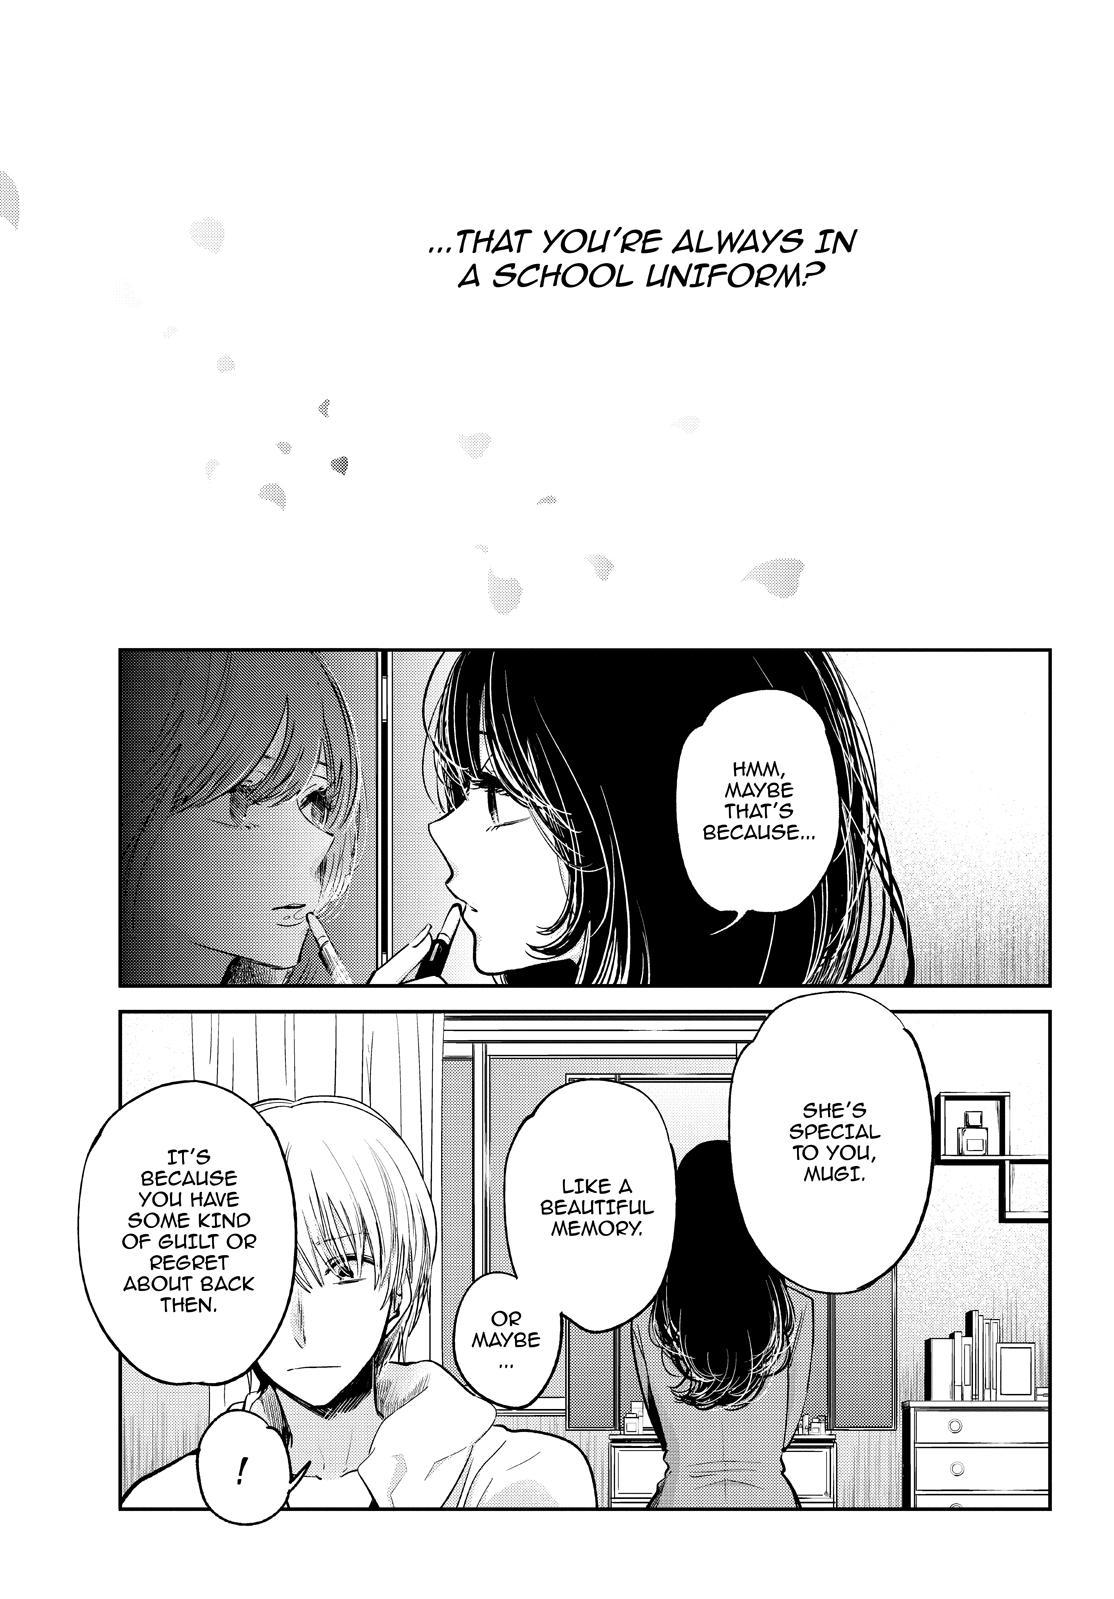 ...THAT YOU'RE ALWAYS IN
A SCHOOL UNIFORM?
HMM,
MAYBE
THAT'S
BECAUSE...
SHE'S
SPECIAL
TO YOU,
MUGI.
LIKE A
BEAUTIFUL
MEMORY.
OR
MAYBE
...
IT'S
BECAUSE
YOU HAVE
SOME KIND
OF GUILT OR
REGRET
ABOUT BACK
THEN.
!